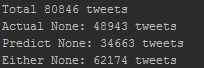 Total 80846 tweets
Actual None: 48943 tweets
Predict None: 34663 tweets
Either None: 62174 tweets